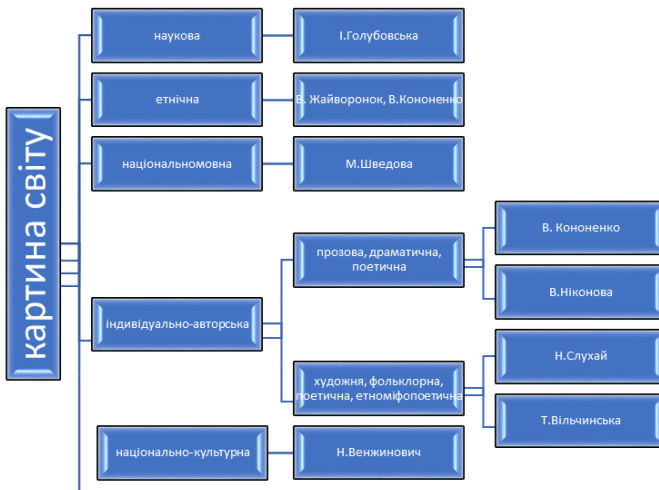 картина світу
наукова
І.Голубовська
етнічна
В. Жайворонок, В.Кононенко
національномовна
М.Шведова
індивідуально-авторська
прозова, драматична,
поетична
В. Кононенко
В.Ніконова
художня, фольклорна,
поетична, етноміфопоетична
Н.Слухай
Т.Вільчинська
національно-культурна
Н.Венжинович